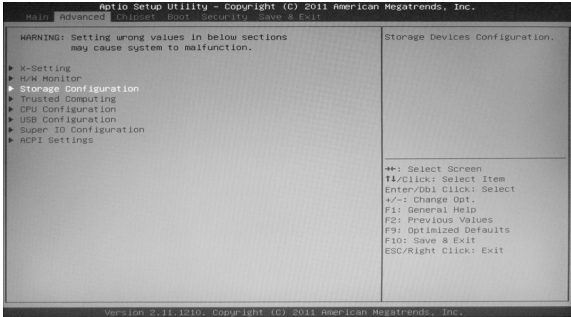 Aptio Setup Utility – Copyright (C) 2011 American Megatrends, Inc.
Main Advanced Chipset Boot Security Save & Exit
WARNING: Setting wrong values in below sections
may cause system to malfunction.
► X-Setting
► H/W Monitor
► Storage Configuration
► Trusted Computing
► CPU Configuration
► USB Configuration
► Super IO Configuration
► ACPI Settings
Storage Devices Configuration.
→←: Select Screen
↑↓/Click: Select Item
Enter/Dbl Click: Select
+/-: Change Opt.
F1: General Help
F2: Previous Values
F9: Optimized Defaults
F10: Save & Exit
ESC/Right Click: Exit
Version 2.11.1210. Copyright (C) 2011 American Megatrends, Inc.